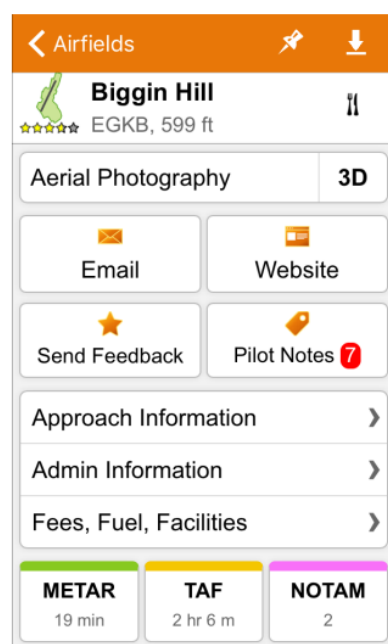 Airfields
Biggin Hill
EGKB, 599 ft
Aerial Photography 3D
Email Website
Send Feedback Pilot Notes 7
Approach Information
Admin Information
Fees, Fuel, Facilities
METAR TAF NOTAM
19 min 2 hr 6 m 2